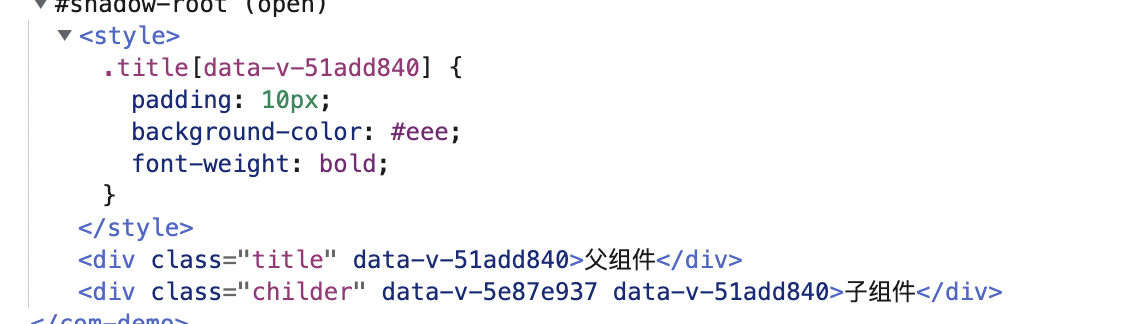 ▼ #shadow-root (open)
▼ <style>
.title[data-v-51add840] {
padding: 10px;
background-color: #eee;
font-weight: bold;
}
</style>
<div class="title" data-v-51add840>父组件</div>
<div class="childer" data-v-5e87e937 data-v-51add840>子组件</div>
</com-demo>